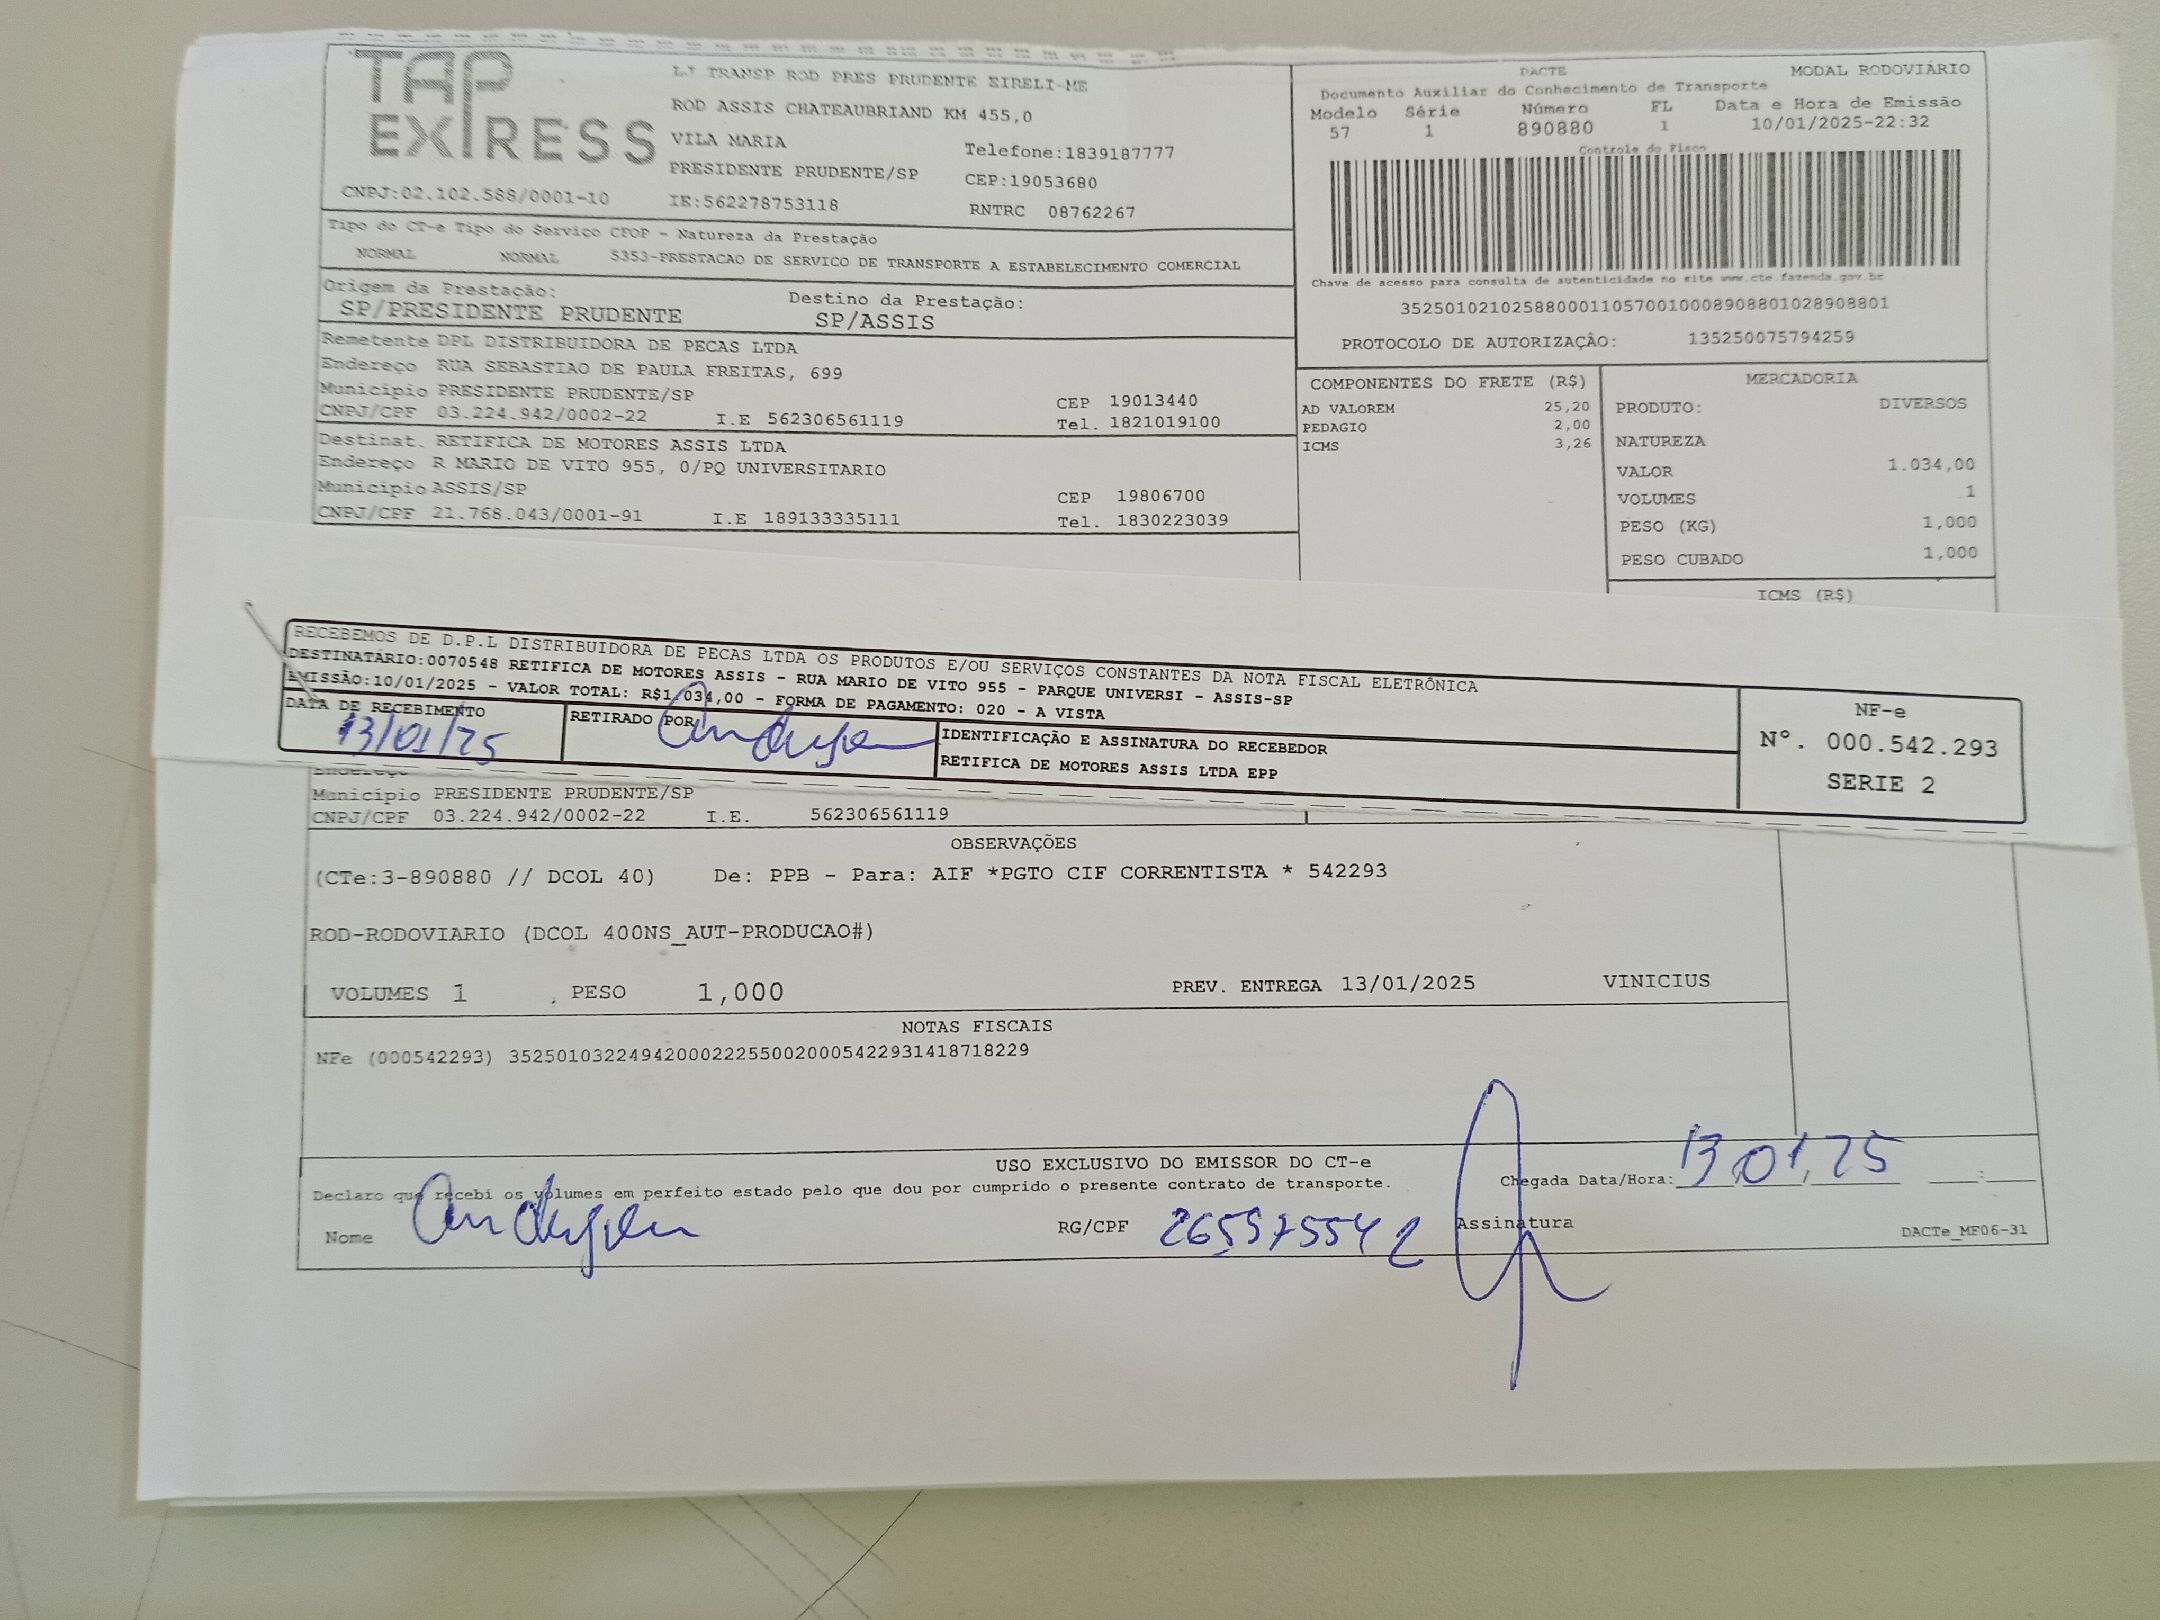 TAP EXPRESS
LJ TRANSP ROD PRES PRUDENTE EIRELI-ME
ROD ASSIS CHATEAUBRIAND KM 455,0
VILA MARIA
Telefone:1839187777
PRESIDENTE PRUDENTE/SP
CEP:19053680
CNPJ:02.102.588/0001-10
IE:562278753118
RNTRC 08762267
DACTE
MODAL RODOVIÁRIO
Documento Auxiliar do Conhecimento de Transporte
Modelo Série Número FL Data e Hora de Emissão
57 1 890880 1 10/01/2025-22:32
Controle do Fisco
Chave de acesso para consulta de autenticidade no site www.cte.fazenda.gov.br
35250102102588000110570010008908801028908801
PROTOCOLO DE AUTORIZAÇÂO: 135250075794259
Tipo do CT-e Tipo do Serviço CFOP - Natureza da Prestação
NORMAL NORMAL 5353-PRESTACAO DE SERVICO DE TRANSPORTE A ESTABELECIMENTO COMERCIAL
Origem da Prestação: Destino da Prestação:
SP/PRESIDENTE PRUDENTE SP/ASSIS
Remetente DPL DISTRIBUIDORA DE PECAS LTDA
Endereço RUA SEBASTIAO DE PAULA FREITAS, 699
Município PRESIDENTE PRUDENTE/SP CEP 19013440
CNPJ/CPF 03.224.942/0002-22 I.E 562306561119 Tel. 1821019100
Destinat. RETIFICA DE MOTORES ASSIS LTDA
Endereço R MARIO DE VITO 955, 0/PQ UNIVERSITARIO
Município ASSIS/SP CEP 19806700
CNPJ/CPF 21.768.043/0001-91 I.E 189133335111 Tel. 1830223039
COMPONENTES DO FRETE (R$)
AD VALOREM 25,20
PEDAGIO 2,00
ICMS 3,26
MERCADORIA
PRODUTO: DIVERSOS
NATUREZA
VALOR 1.034,00
VOLUMES 1
PESO (KG) 1,000
PESO CUBADO 1,000
ICMS (R$)
RECEBEMOS DE D.P.L DISTRIBUIDORA DE PECAS LTDA OS PRODUTOS E/OU SERVIÇOS CONSTANTES DA NOTA FISCAL ELETRÔNICA
DESTINATÁRIO:0070548 RETIFICA DE MOTORES ASSIS - RUA MARIO DE VITO 955 - PARQUE UNIVERSI - ASSIS-SP
EMISSÃO:10/01/2025 - VALOR TOTAL: R$1.034,00 - FORMA DE PAGAMENTO: 020 - A VISTA
DATA DE RECEBIMENTO
13/01/25
RETIRADO POR
IDENTIFICAÇÃO E ASSINATURA DO RECEBEDOR
RETIFICA DE MOTORES ASSIS LTDA EPP
NF-e
Nº. 000.542.293
SERIE 2
Endereço
Município PRESIDENTE PRUDENTE/SP
CNPJ/CPF 03.224.942/0002-22 I.E. 562306561119
OBSERVAÇÕES
(CTe:3-890880 // DCOL 40) De: PPB - Para: AIF *PGTO CIF CORRENTISTA * 542293
ROD-RODOVIARIO (DCOL 400NS_AUT-PRODUCAO#)
VOLUMES 1 PESO 1,000 PREV. ENTREGA 13/01/2025 VINICIUS
NOTAS FISCAIS
NFe (000542293) 35250103224942000222550020005422931418718229
USO EXCLUSIVO DO EMISSOR DO CT-e
Declaro que recebi os volumes em perfeito estado pelo que dou por cumprido o presente contrato de transporte.
Chegada Data/Hora: 13,01,25 :
Nome
RG/CPF
Assinatura
DACTe_MF06-31